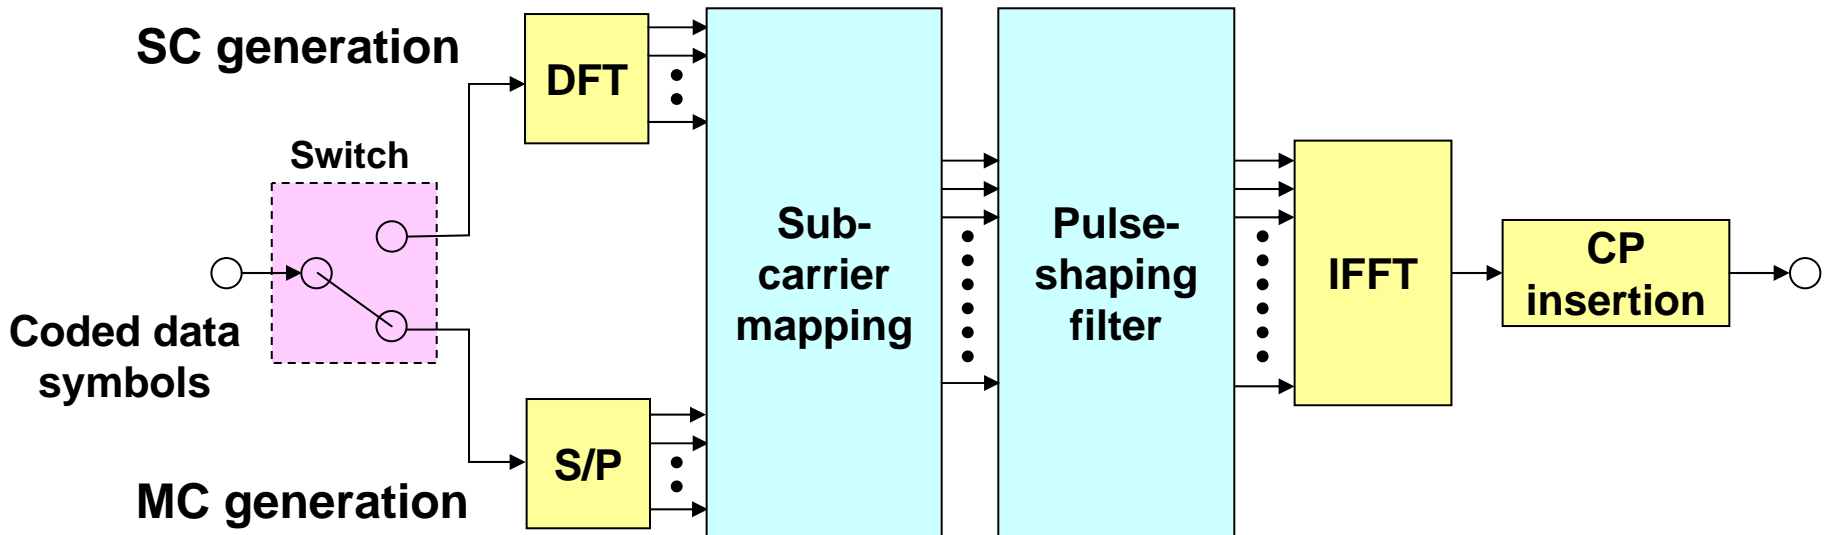 SC generation
DFT
Switch
Coded data
symbols
MC generation
S/P
Sub-
carrier
mapping
Pulse-
shaping
filter
IFFT
CP
insertion